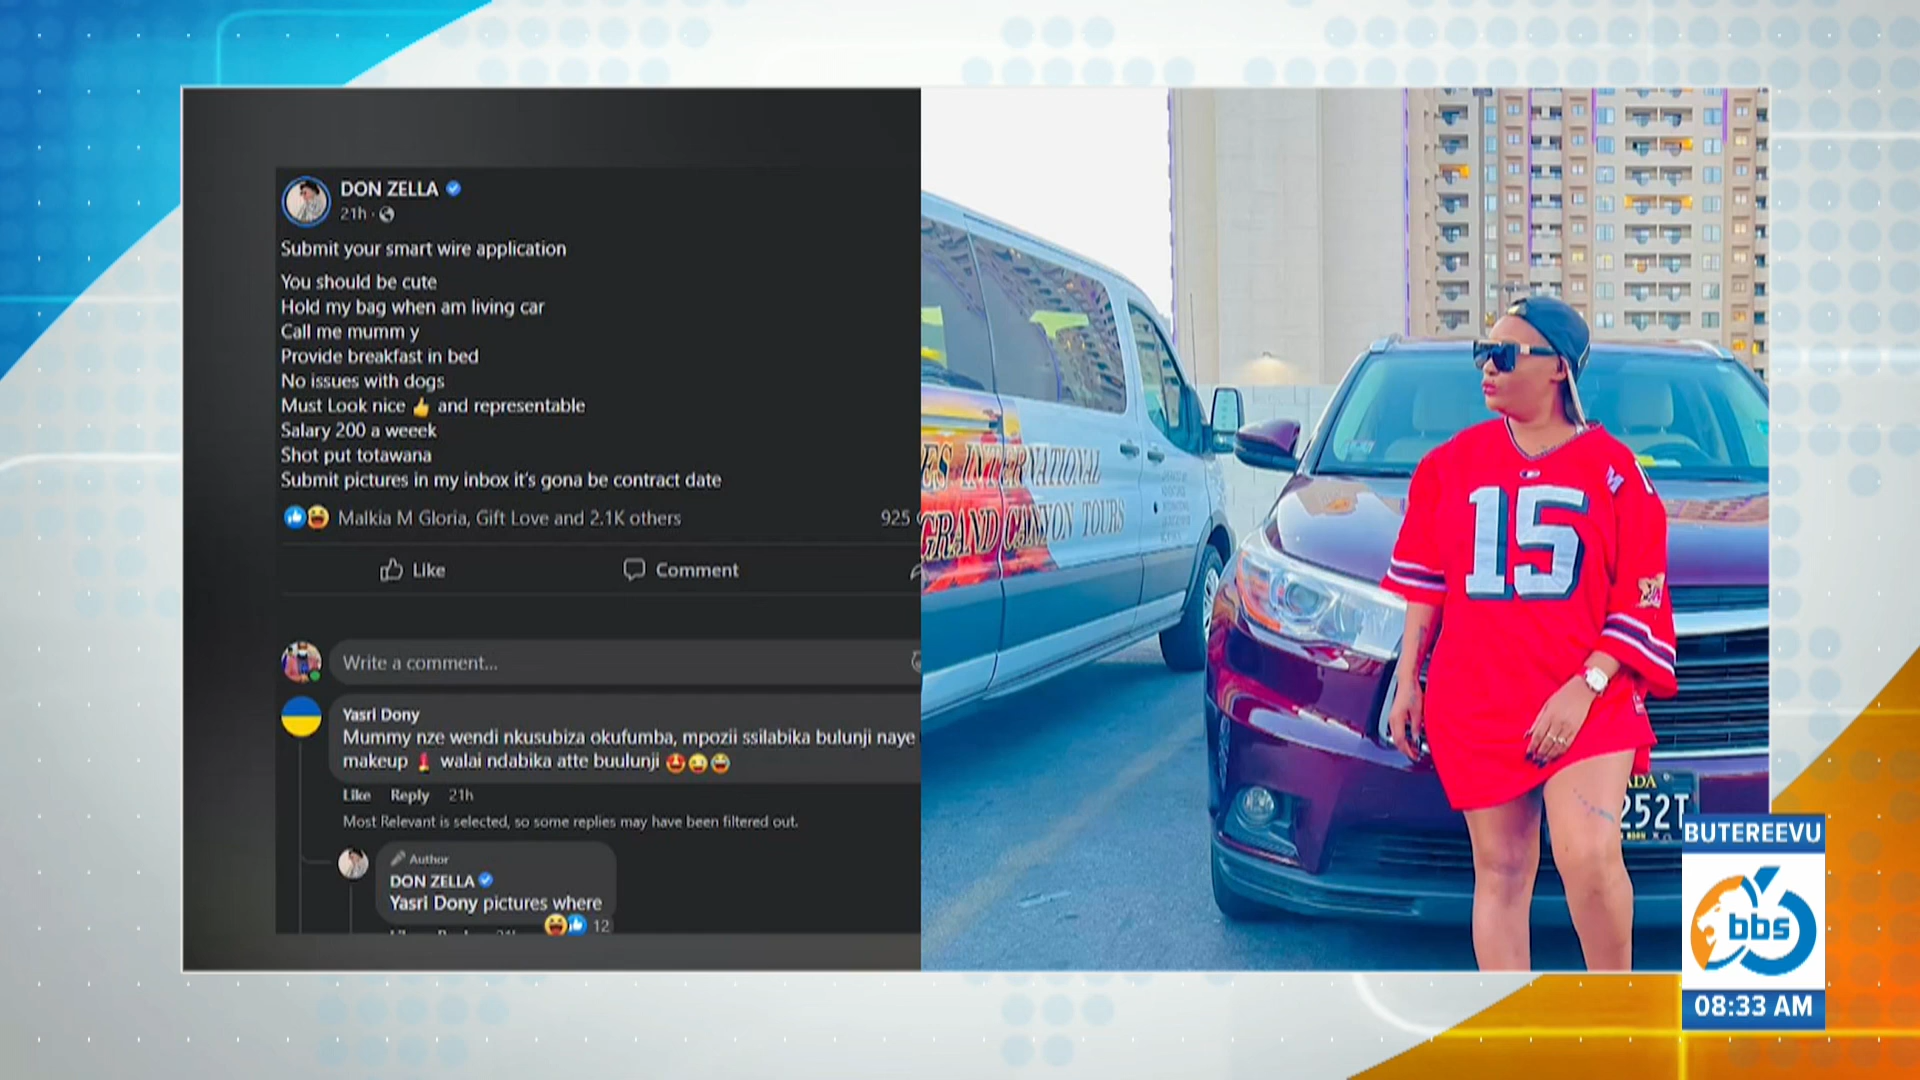 DON ZELLA
21h
Submit your smart wire application
You should be cute
Hold my bag when am living car
Call me mumm y
Provide breakfast in bed
No issues with dogs
Must Look nice 👍 and representable
Salary 200 a weeek
Shot put totawana
Submit pictures in my inbox it's gona be contract date
Malkia M Gloria, Gift Love and 2.1K others
925
Like
Comment
Write a comment...
Yasri Dony
Mummy nze wendi nkusubiza okufumba, mpozii ssilabika bulunji naye
makeup 💄 walai ndabika atte buulunji 🤩😜😂
Like Reply 21h
Most Relevant is selected, so some replies may have been filtered out.
Author
DON ZELLA
Yasri Dony pictures where
12
ES INTERNATIONAL
GRAND CANYON TOURS
15
ADA
252T
BUTEREEVU
bbs
08:33 AM